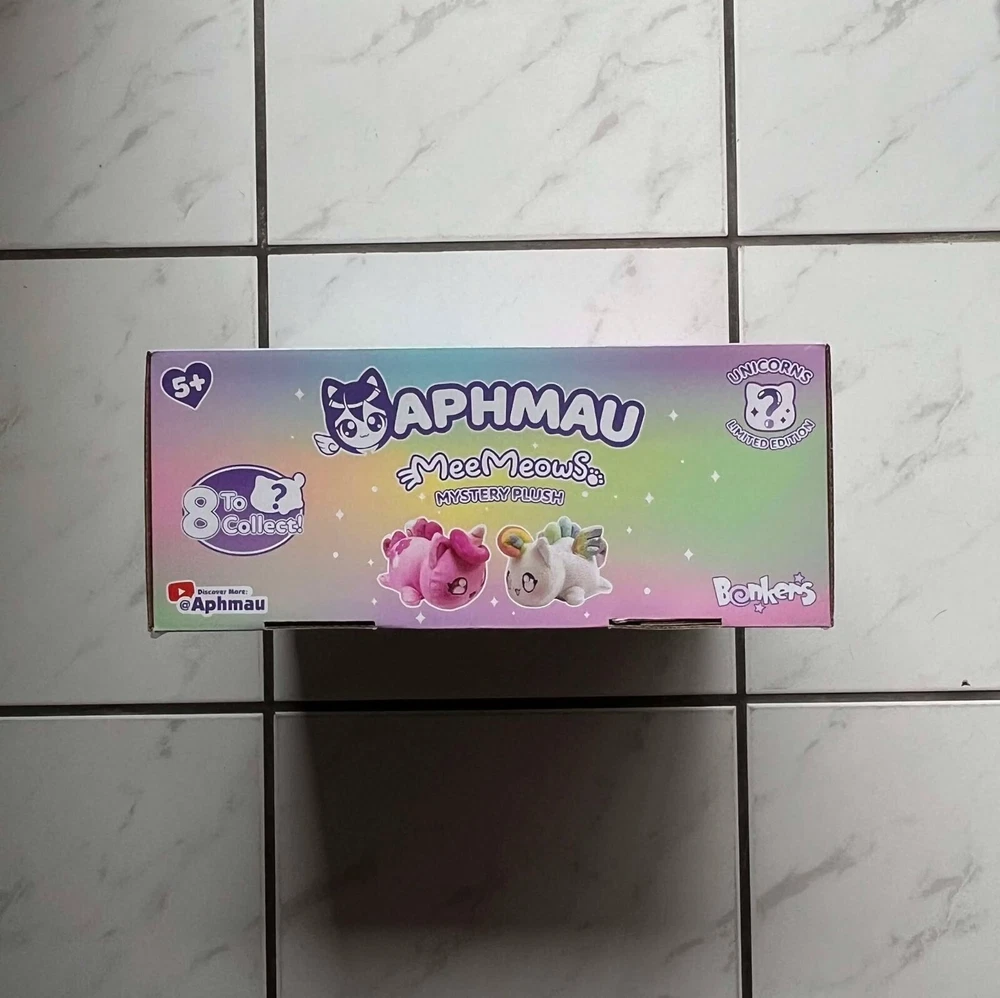 5+
APHMAU
MeeMeows
MYSTERY PLUSH
UNICORNS
?
LIMITED EDITION
8 To
Collect!
?
Discover More:
@Aphmau
Bonkers